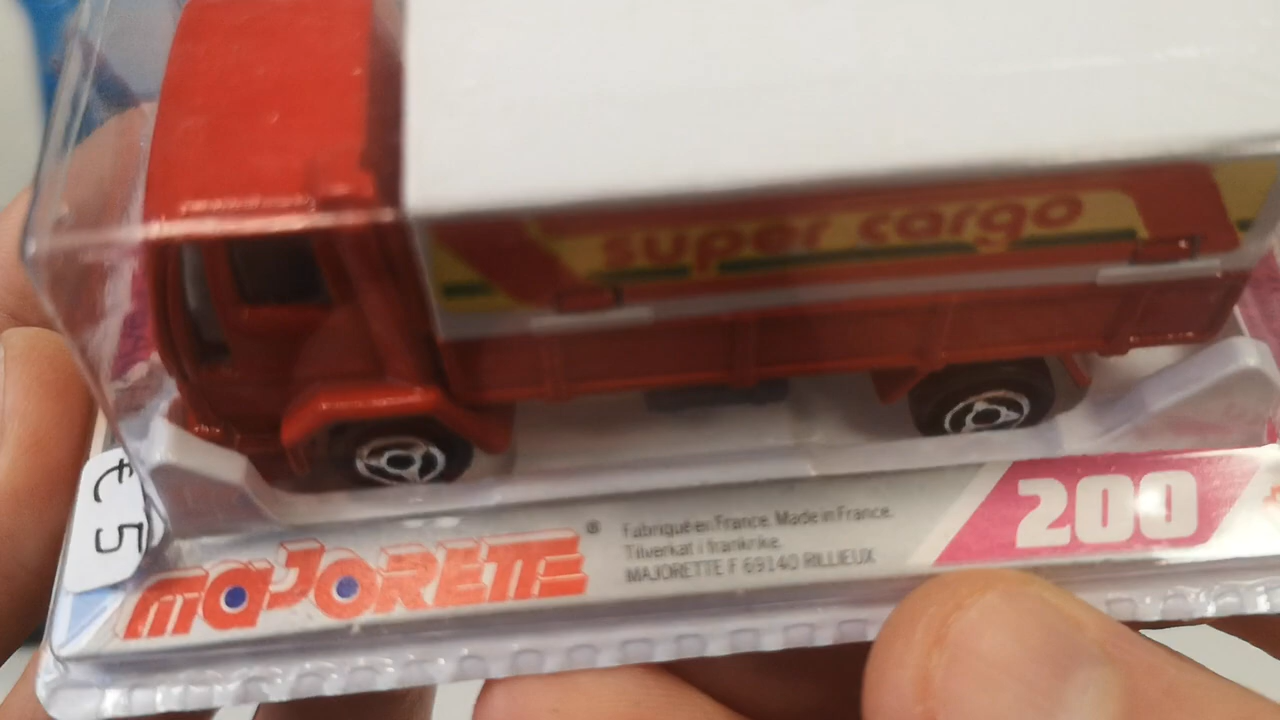 super cargo
€ 5
MAJORETTE ®
Fabriqué en France. Made in France.
Tillverkat i frankrike.
MAJORETTE F 69140 RILLIEUX
200